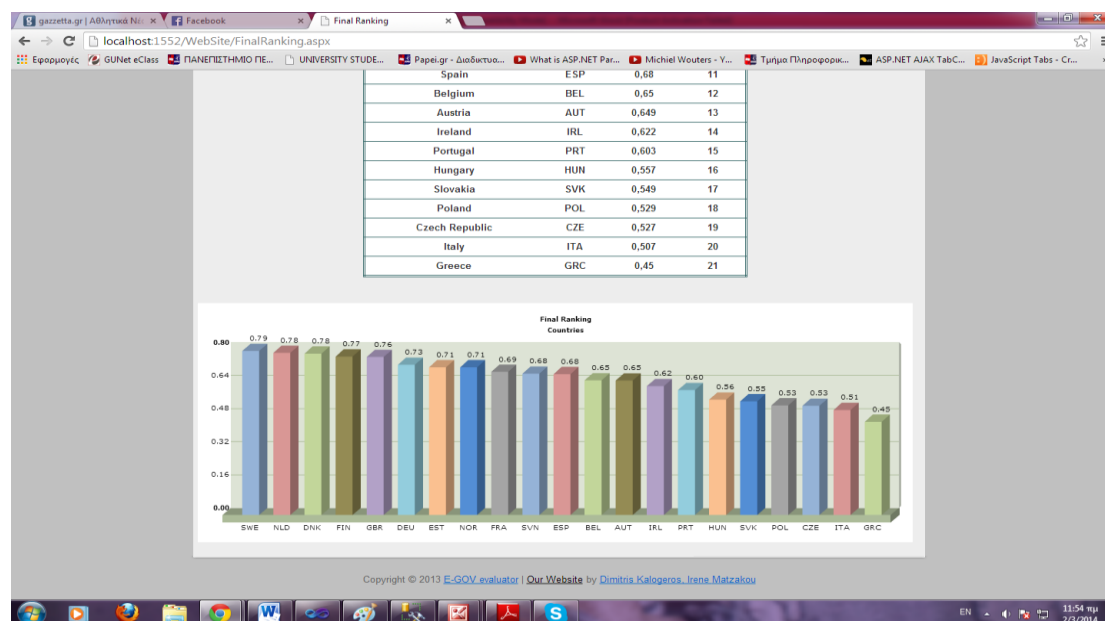 gazzetta.gr | Αθλητικά Νέα
Facebook
Final Ranking
localhost:1552/WebSite/FinalRanking.aspx
Εφαρμογές GUNet eClass ΠΑΝΕΠΙΣΤΗΜΙΟ ΠΕ... UNIVERSITY STUDE... Papei.gr - Διαδικτυα... What is ASP.NET Par... Michiel Wouters - Y... Τμήμα Πληροφορικ... ASP.NET AJAX TabC... JavaScript Tabs - Cr...
Spain ESP 0,68 11
Belgium BEL 0,65 12
Austria AUT 0,649 13
Ireland IRL 0,622 14
Portugal PRT 0,603 15
Hungary HUN 0,557 16
Slovakia SVK 0,549 17
Poland POL 0,529 18
Czech Republic CZE 0,527 19
Italy ITA 0,507 20
Greece GRC 0,45 21
Final Ranking
Countries
0.80
0.64
0.48
0.32
0.16
0.00
0.79 0.78 0.78 0.77 0.76 0.73 0.71 0.71 0.69 0.68 0.68 0.65 0.65 0.62 0.60 0.56 0.55 0.53 0.53 0.51 0.45
SWE NLD DNK FIN GBR DEU EST NOR FRA SVN ESP BEL AUT IRL PRT HUN SVK POL CZE ITA GRC
Copyright © 2013 E-GOV evaluator | Our Website by Dimitris Kalogeros, Irene Matzakou
EN
11:54 πμ
2/3/2014